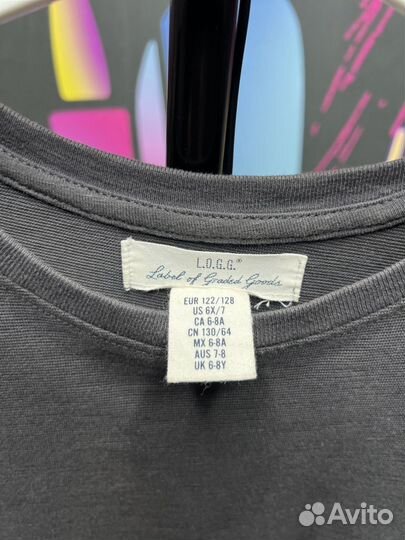 L.O.G.G.®
Label of Graded Goods
EUR 122/128
US 6X/7
CA 6-8A
CN 130/64
MX 6-8A
AUS 7-8
UK 6-8Y
Avito